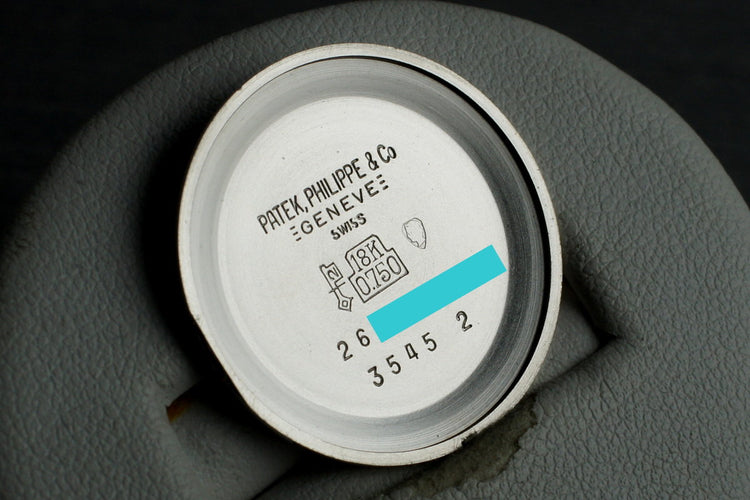 PATEK, PHILIPPE & Co
GENEVE
SWISS
18K
0.750
26
3545 2